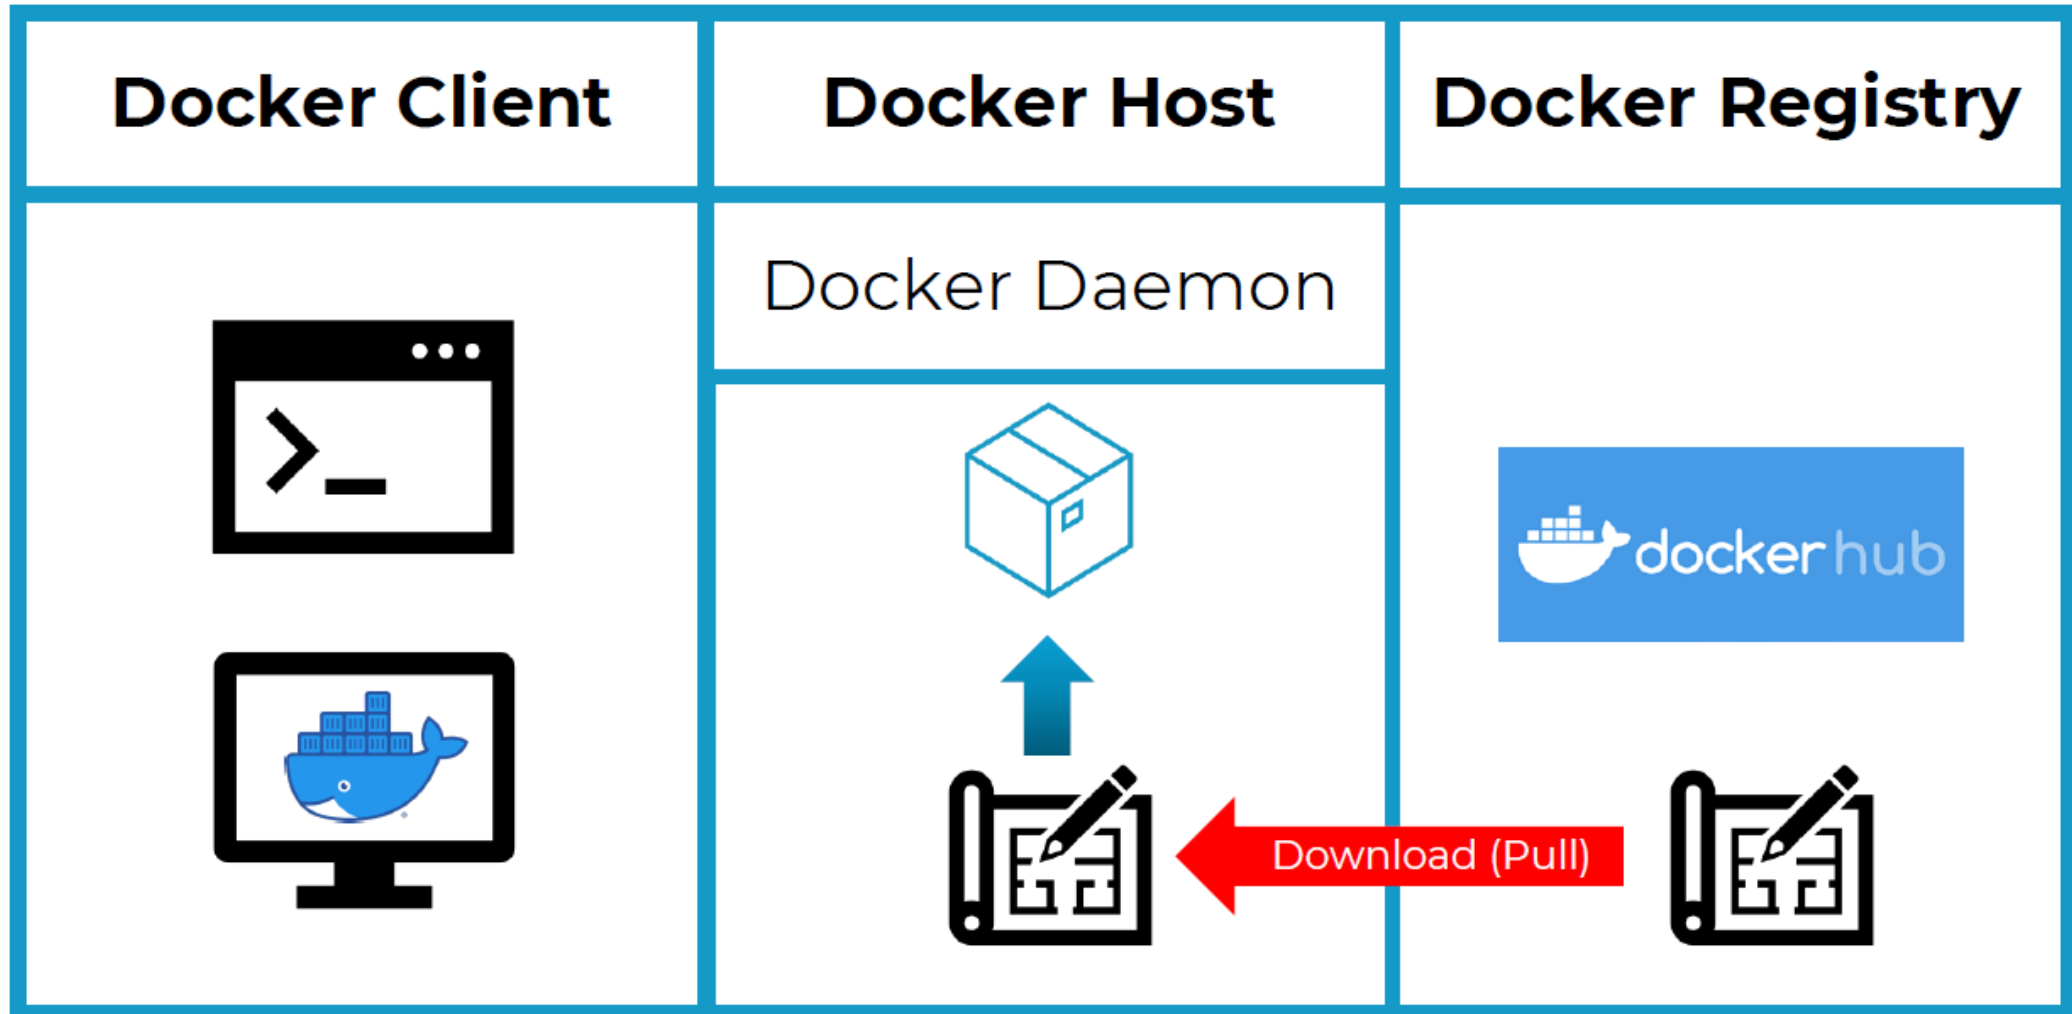 Docker Client
Docker Host
Docker Registry
Docker Daemon
dockerhub
Download (Pull)